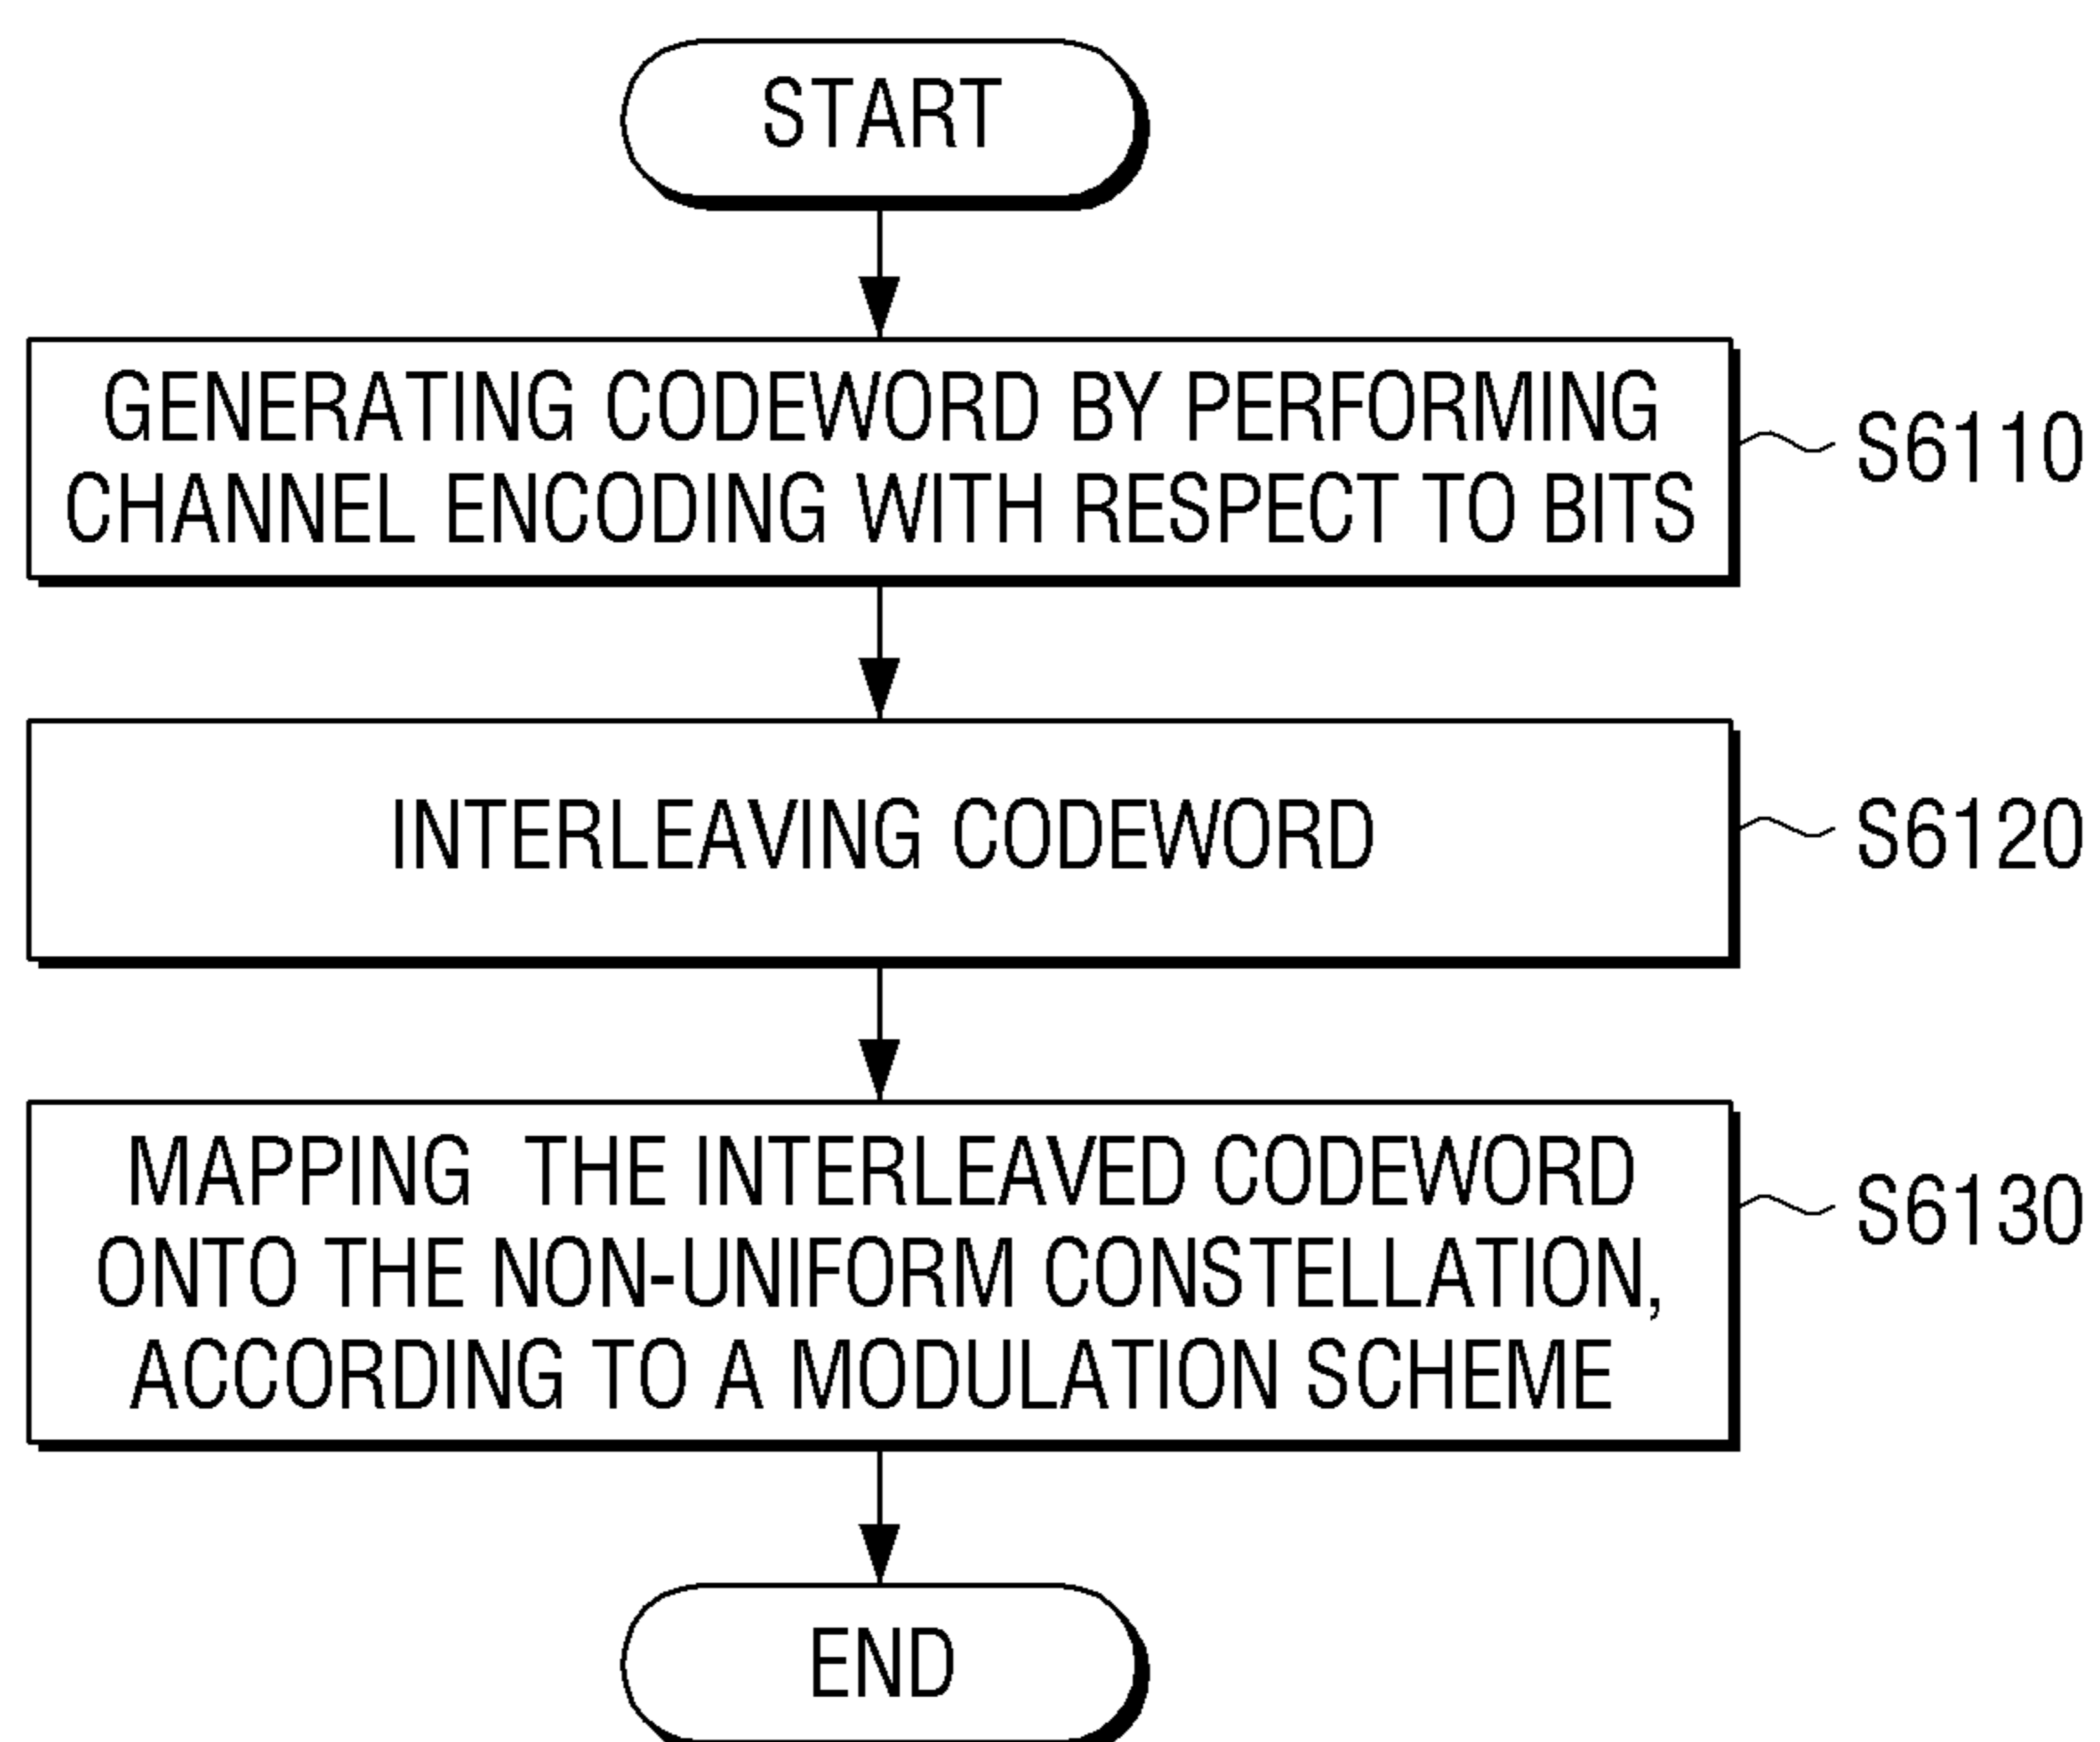 START
GENERATING CODEWORD BY PERFORMING
CHANNEL ENCODING WITH RESPECT TO BITS
S6110
INTERLEAVING CODEWORD
S6120
MAPPING THE INTERLEAVED CODEWORD
ONTO THE NON-UNIFORM CONSTELLATION,
ACCORDING TO A MODULATION SCHEME
S6130
END